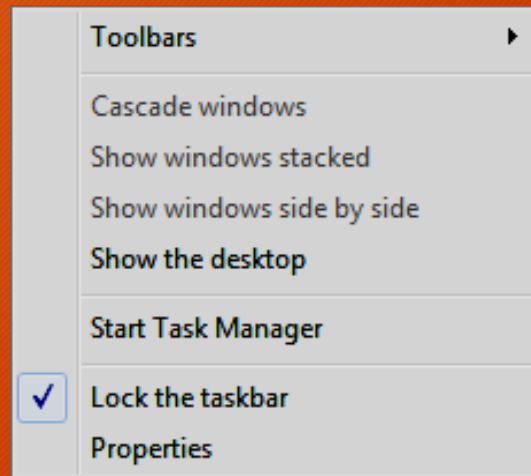 Toolbars
Cascade windows
Show windows stacked
Show windows side by side
Show the desktop
Start Task Manager
Lock the taskbar
Properties